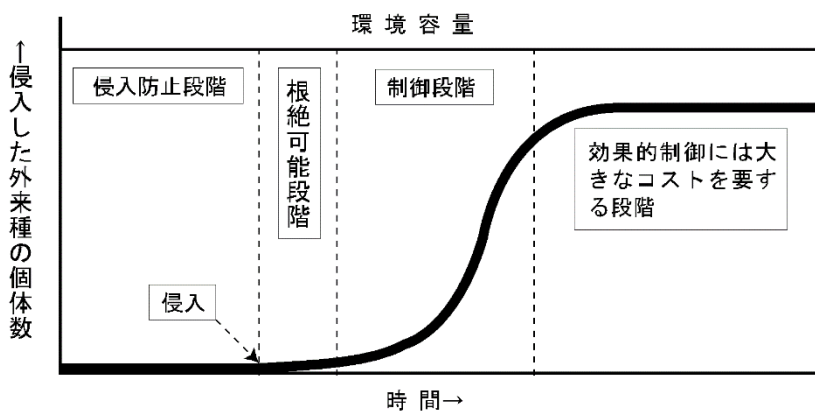 環境容量
侵入防止段階
根絶可能段階
制御段階
効果的制御には大
きなコストを要す
る段階
侵入
↑侵入した外来種の個体数
時間→